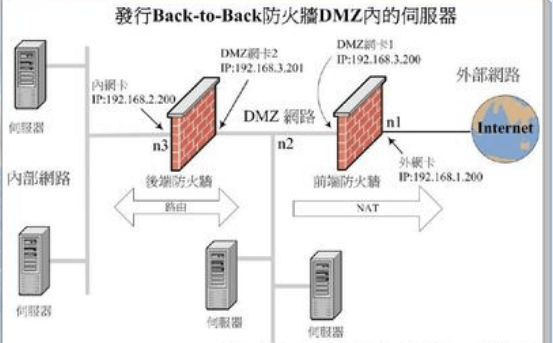 發行Back-to-Back防火牆DMZ內的伺服器
DMZ網卡2
IP:192.168.3.201
DMZ網卡1
IP:192.168.3.200
外部網路
內網卡
IP:192.168.2.200
伺服器
DMZ 網路
n1
Internet
n3
n2
內部網路
後端防火牆
前端防火牆
外網卡
IP:192.168.1.200
路由
NAT
伺服器
伺服器
伺服器